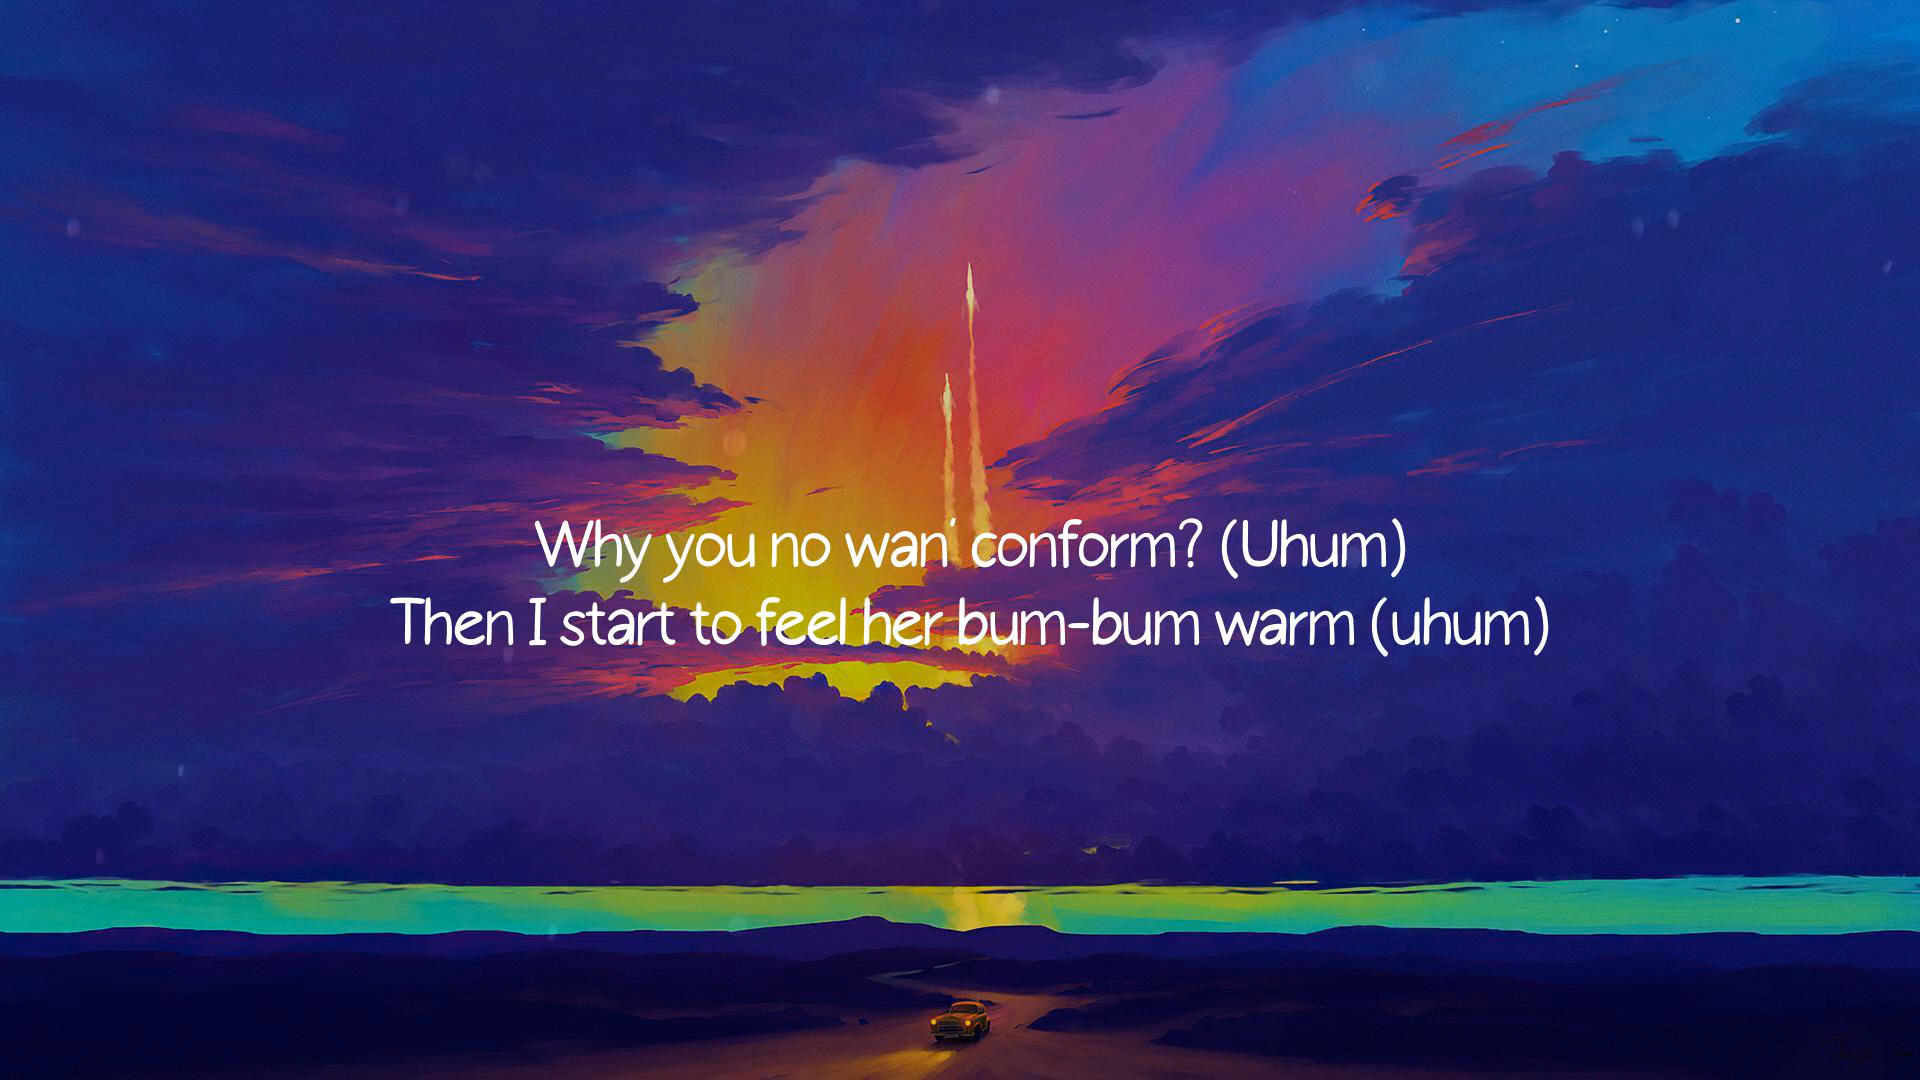 Why you no wan' conform? (Uhum)
Then I start to feel her bum-bum warm (uhum)